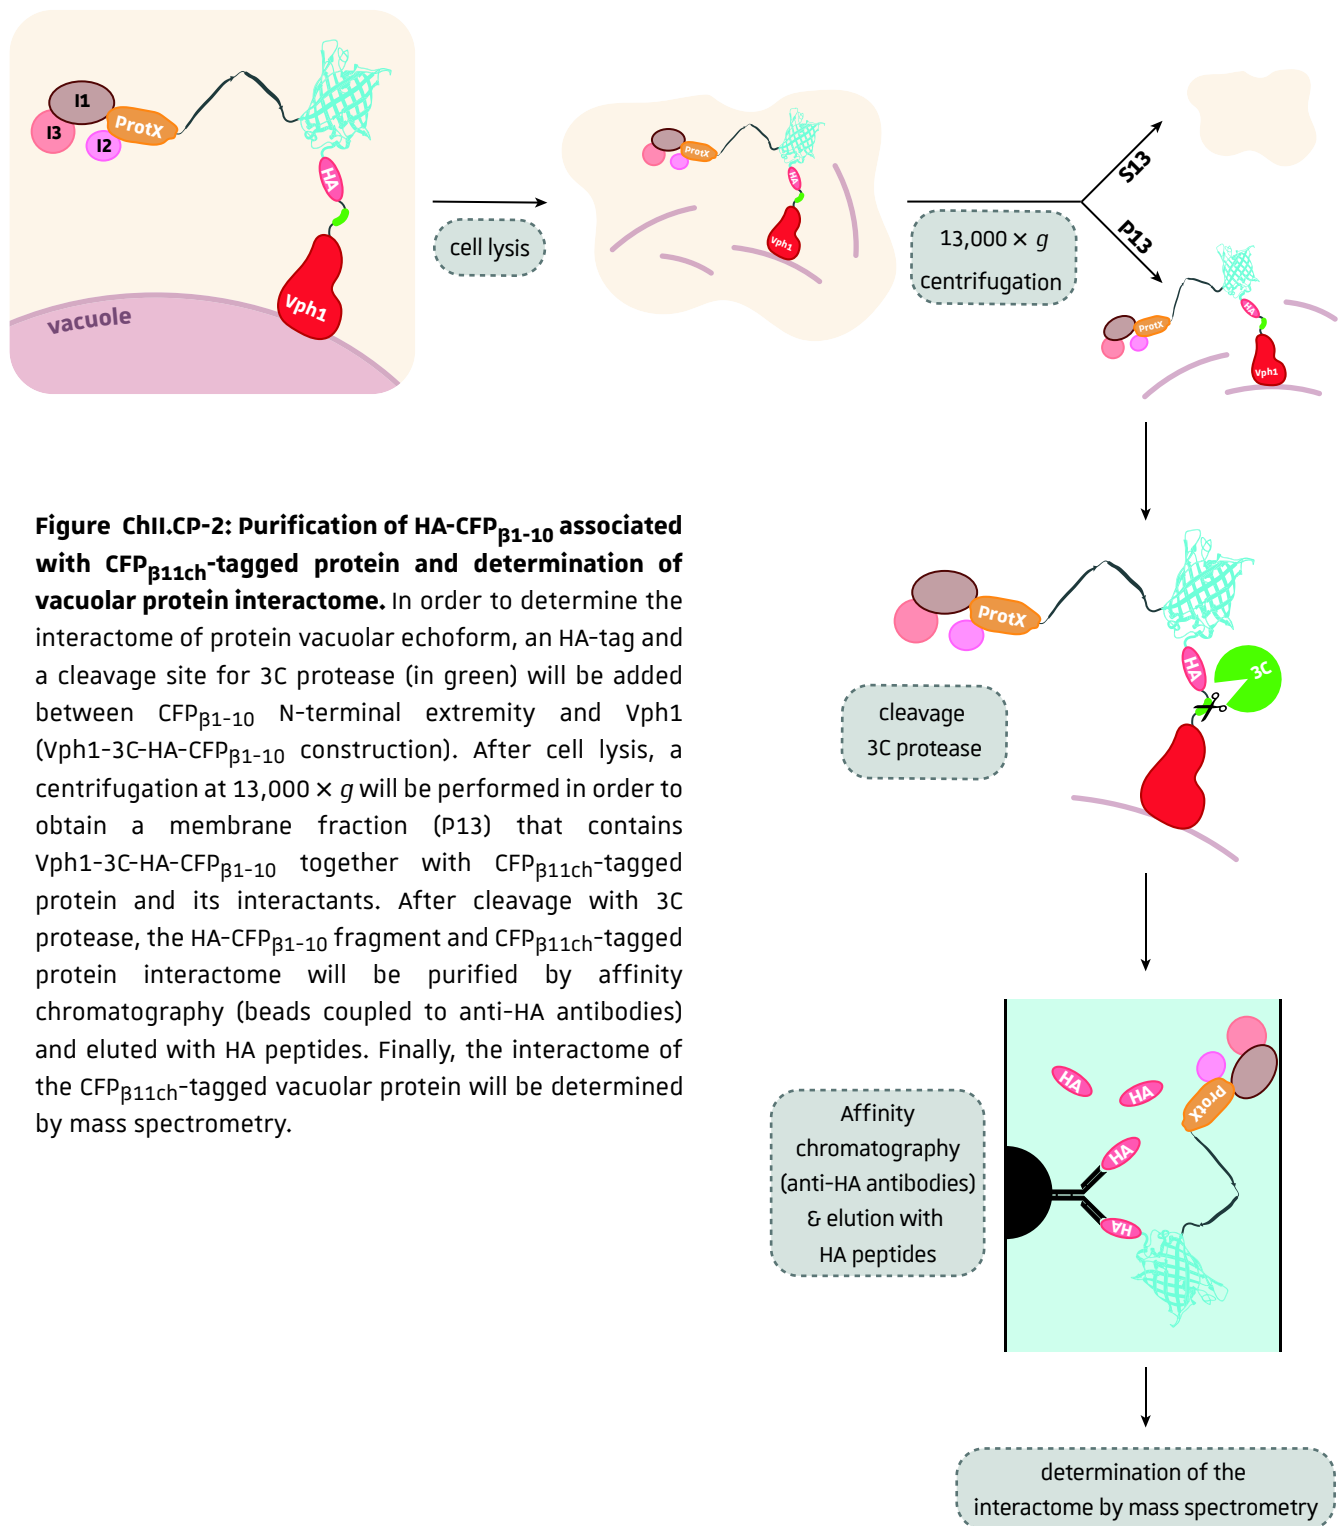 I1
I3
I2
ProtX
HA
Vph1
vacuole
cell lysis
ProtX
HA
Vph1
13,000 × g
centrifugation
S13
P13
ProtX
HA
Vph1
Figure ChII.CP-2: Purification of HA-CFPβ1-10 associated
with CFPβ11ch-tagged protein and determination of
vacuolar protein interactome. In order to determine the
interactome of protein vacuolar echoform, an HA-tag and
a cleavage site for 3C protease (in green) will be added
between CFPβ1-10 N-terminal extremity and Vph1
(Vph1-3C-HA-CFPβ1-10 construction). After cell lysis, a
centrifugation at 13,000 × g will be performed in order to
obtain a membrane fraction (P13) that contains
Vph1-3C-HA-CFPβ1-10 together with CFPβ11ch-tagged
protein and its interactants. After cleavage with 3C
protease, the HA-CFPβ1-10 fragment and CFPβ11ch-tagged
protein interactome will be purified by affinity
chromatography (beads coupled to anti-HA antibodies)
and eluted with HA peptides. Finally, the interactome of
the CFPβ11ch-tagged vacuolar protein will be determined
by mass spectrometry.
ProtX
HA
3C
cleavage
3C protease
HA
HA
ProtX
HA
HA
Affinity
chromatography
(anti-HA antibodies)
& elution with
HA peptides
determination of the
interactome by mass spectrometry